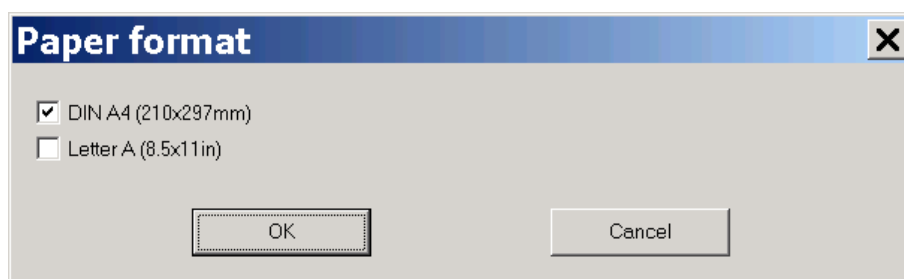 Paper format
DIN A4 (210x297mm)
Letter A (8.5x11in)
OK
Cancel